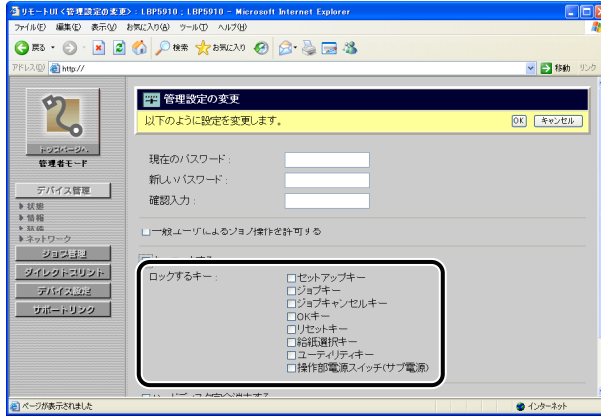 リモートUI <管理設定の変更> : LBP5910 ; LBP5910 - Microsoft Internet Explorer
ファイル(F) 編集(E) 表示(V) お気に入り(A) ツール(T) ヘルプ(H)
戻る 検索 お気に入り
アドレス(D) http:// 移動 リンク
管理設定の変更
以下のように設定を変更します。 OK キャンセル
トップページへ
管理者モード
デバイス管理
状態
情報
ネットワーク
ジョブ管理
ダイレクトプリント
デバイス設定
サポートリンク
現在のパスワード :
新しいパスワード :
確認入力 :
一般ユーザによるジョブ操作を許可する
ロックするキー :
セットアップキー
ジョブキー
ジョブキャンセルキー
OKキー
リセットキー
給紙選択キー
ユーティリティキー
操作部電源スイッチ(サブ電源)
ページが表示されました インターネット